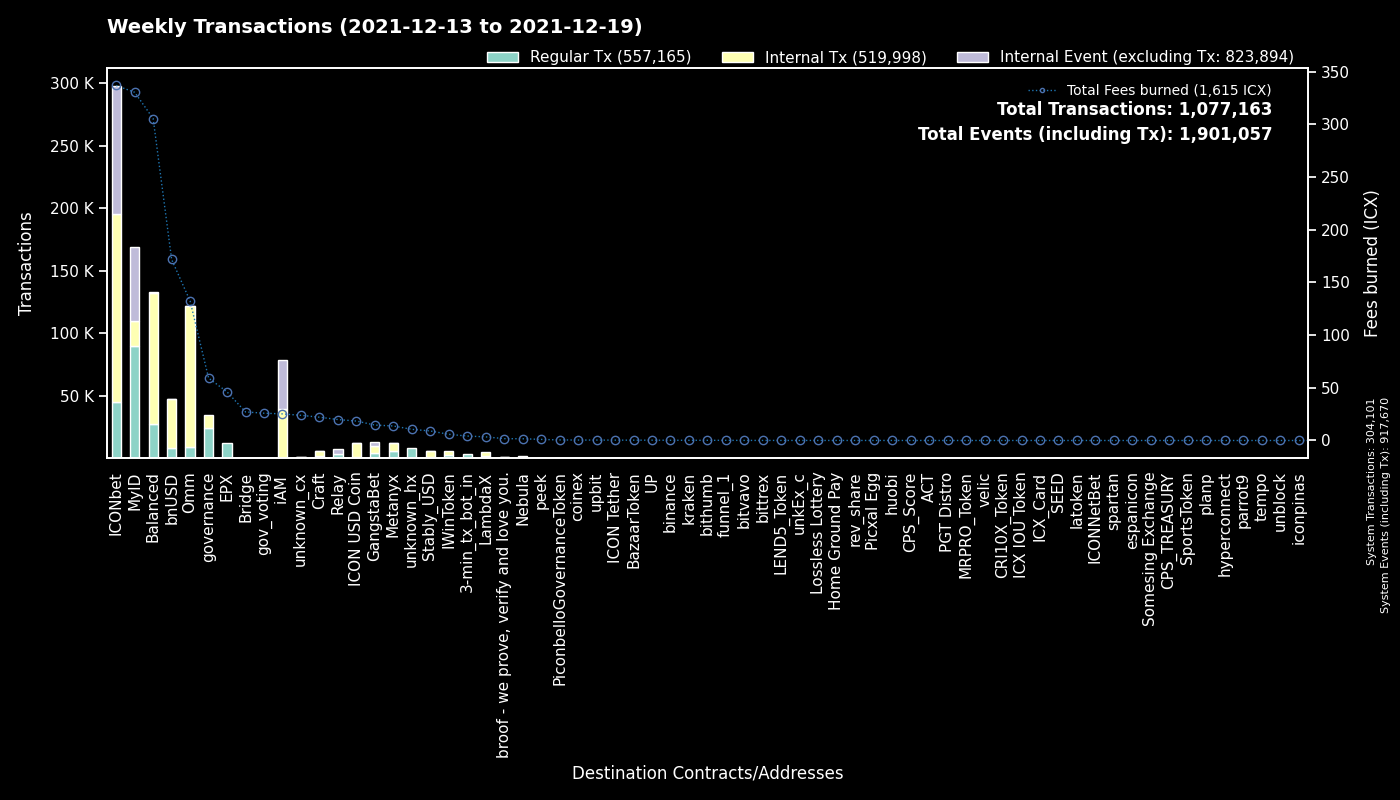 Weekly Transactions (2021-12-13 to 2021-12-19)
Regular Tx (557,165)
Internal Tx (519,998)
Internal Event (excluding Tx: 823,894)
Total Fees burned (1,615 ICX)
Total Transactions: 1,077,163
Total Events (including Tx): 1,901,057
Transactions
300 K
250 K
200 K
150 K
100 K
50 K
350
300
250
200
150
100
50
0
Fees burned (ICX)
System Transactions: 304,101
System Events (including Tx): 917,670
ICONbet
MyID
Balanced
bnUSD
Omm
governance
EPX
Bridge
gov_voting
iAM
unknown_cx
Craft
Relay
ICON USD Coin
GangstaBet
Metanyx
unknown_hx
Stably_USD
IWinToken
3-min_tx_bot_in
LambdaX
broof - we prove, verify and love you.
Nebula
peek
PiconbelloGovernanceToken
coinex
upbit
ICON Tether
BazaarToken
UP
binance
kraken
bithumb
funnel_1
bitvavo
bittrex
LEND5_Token
unkEx_c
Lossless Lottery
Home Ground Pay
rev_share
Picxal Egg
huobi
CPS_Score
ACT
PGT Distro
MRPRO_Token
velic
CRI10X_Token
ICX IOU Token
ICX_Card
SEED
latoken
ICONNetBet
spartan
espanicon
Somesing Exchange
CPS_TREASURY
SportsToken
planp
hyperconnect
parrot9
tempo
unblock
iconpinas
Destination Contracts/Addresses